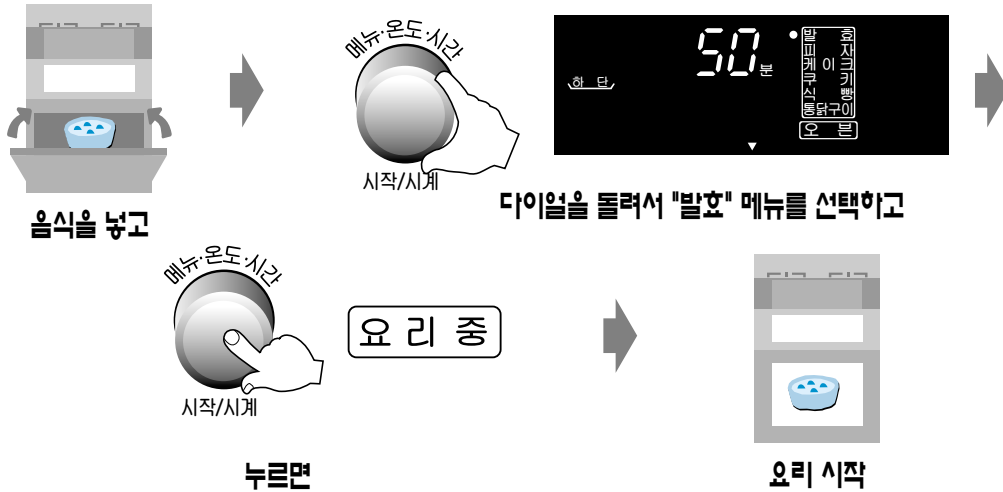 메뉴·온도·시간
시작/시계
하 단
50분
발 효
피 자
케 이 크
쿠 키
식 빵
통닭구이
오 븐
음식을 넣고
다이얼을 돌려서 "발효" 메뉴를 선택하고
메뉴·온도·시간
시작/시계
요 리 중
누르면
요리 시작